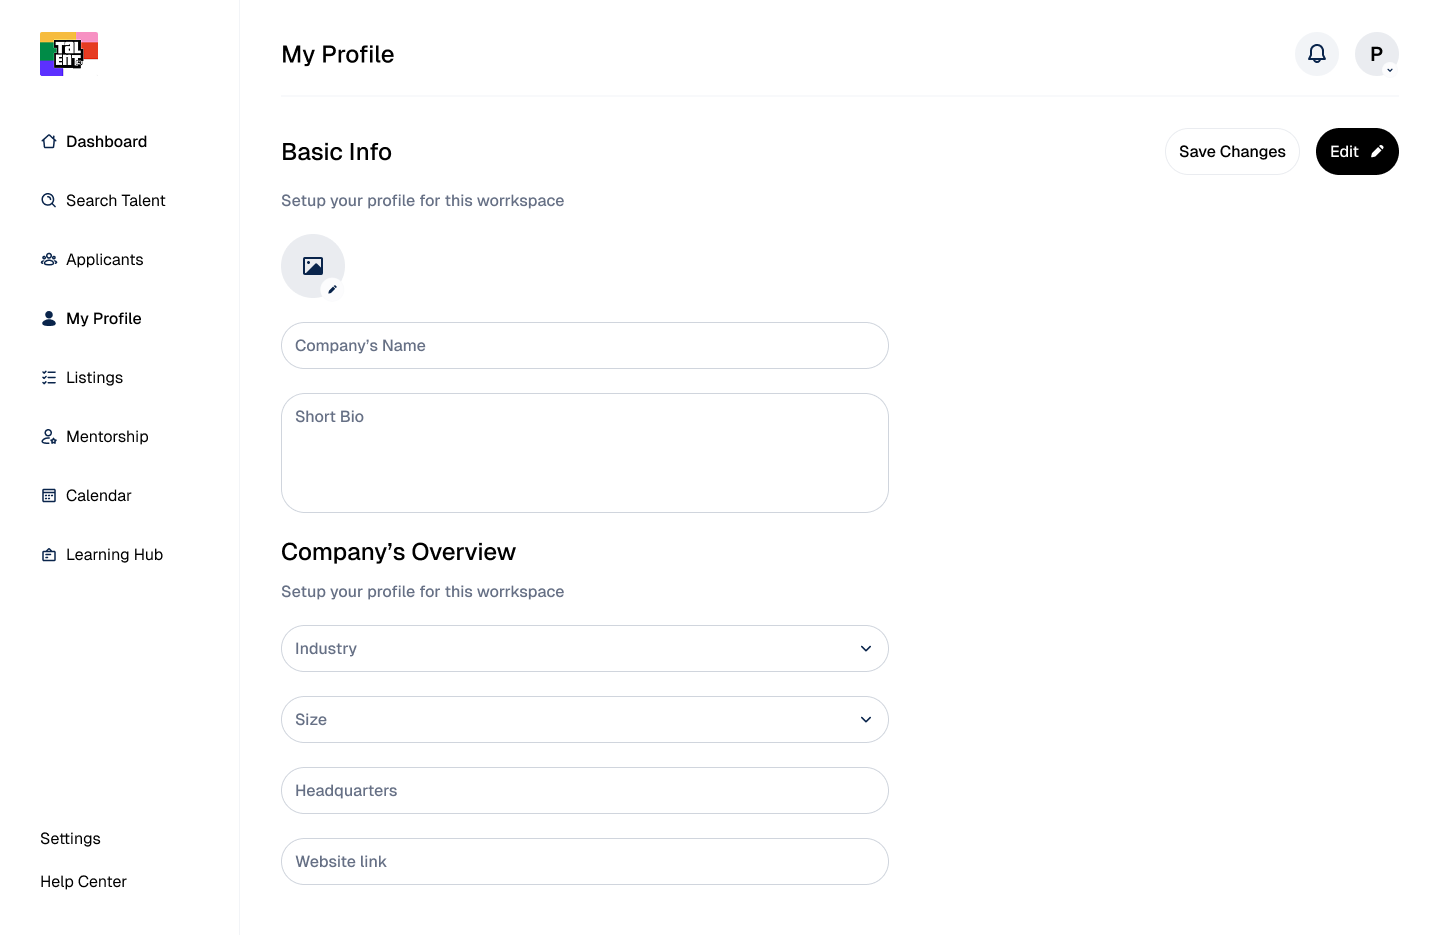 TAL
ENT
My Profile
P
Dashboard
Search Talent
Applicants
My Profile
Listings
Mentorship
Calendar
Learning Hub
Settings
Help Center
Basic Info
Save Changes
Edit
Setup your profile for this worrkspace
Company’s Name
Short Bio
Company’s Overview
Setup your profile for this worrkspace
Industry
Size
Headquarters
Website link